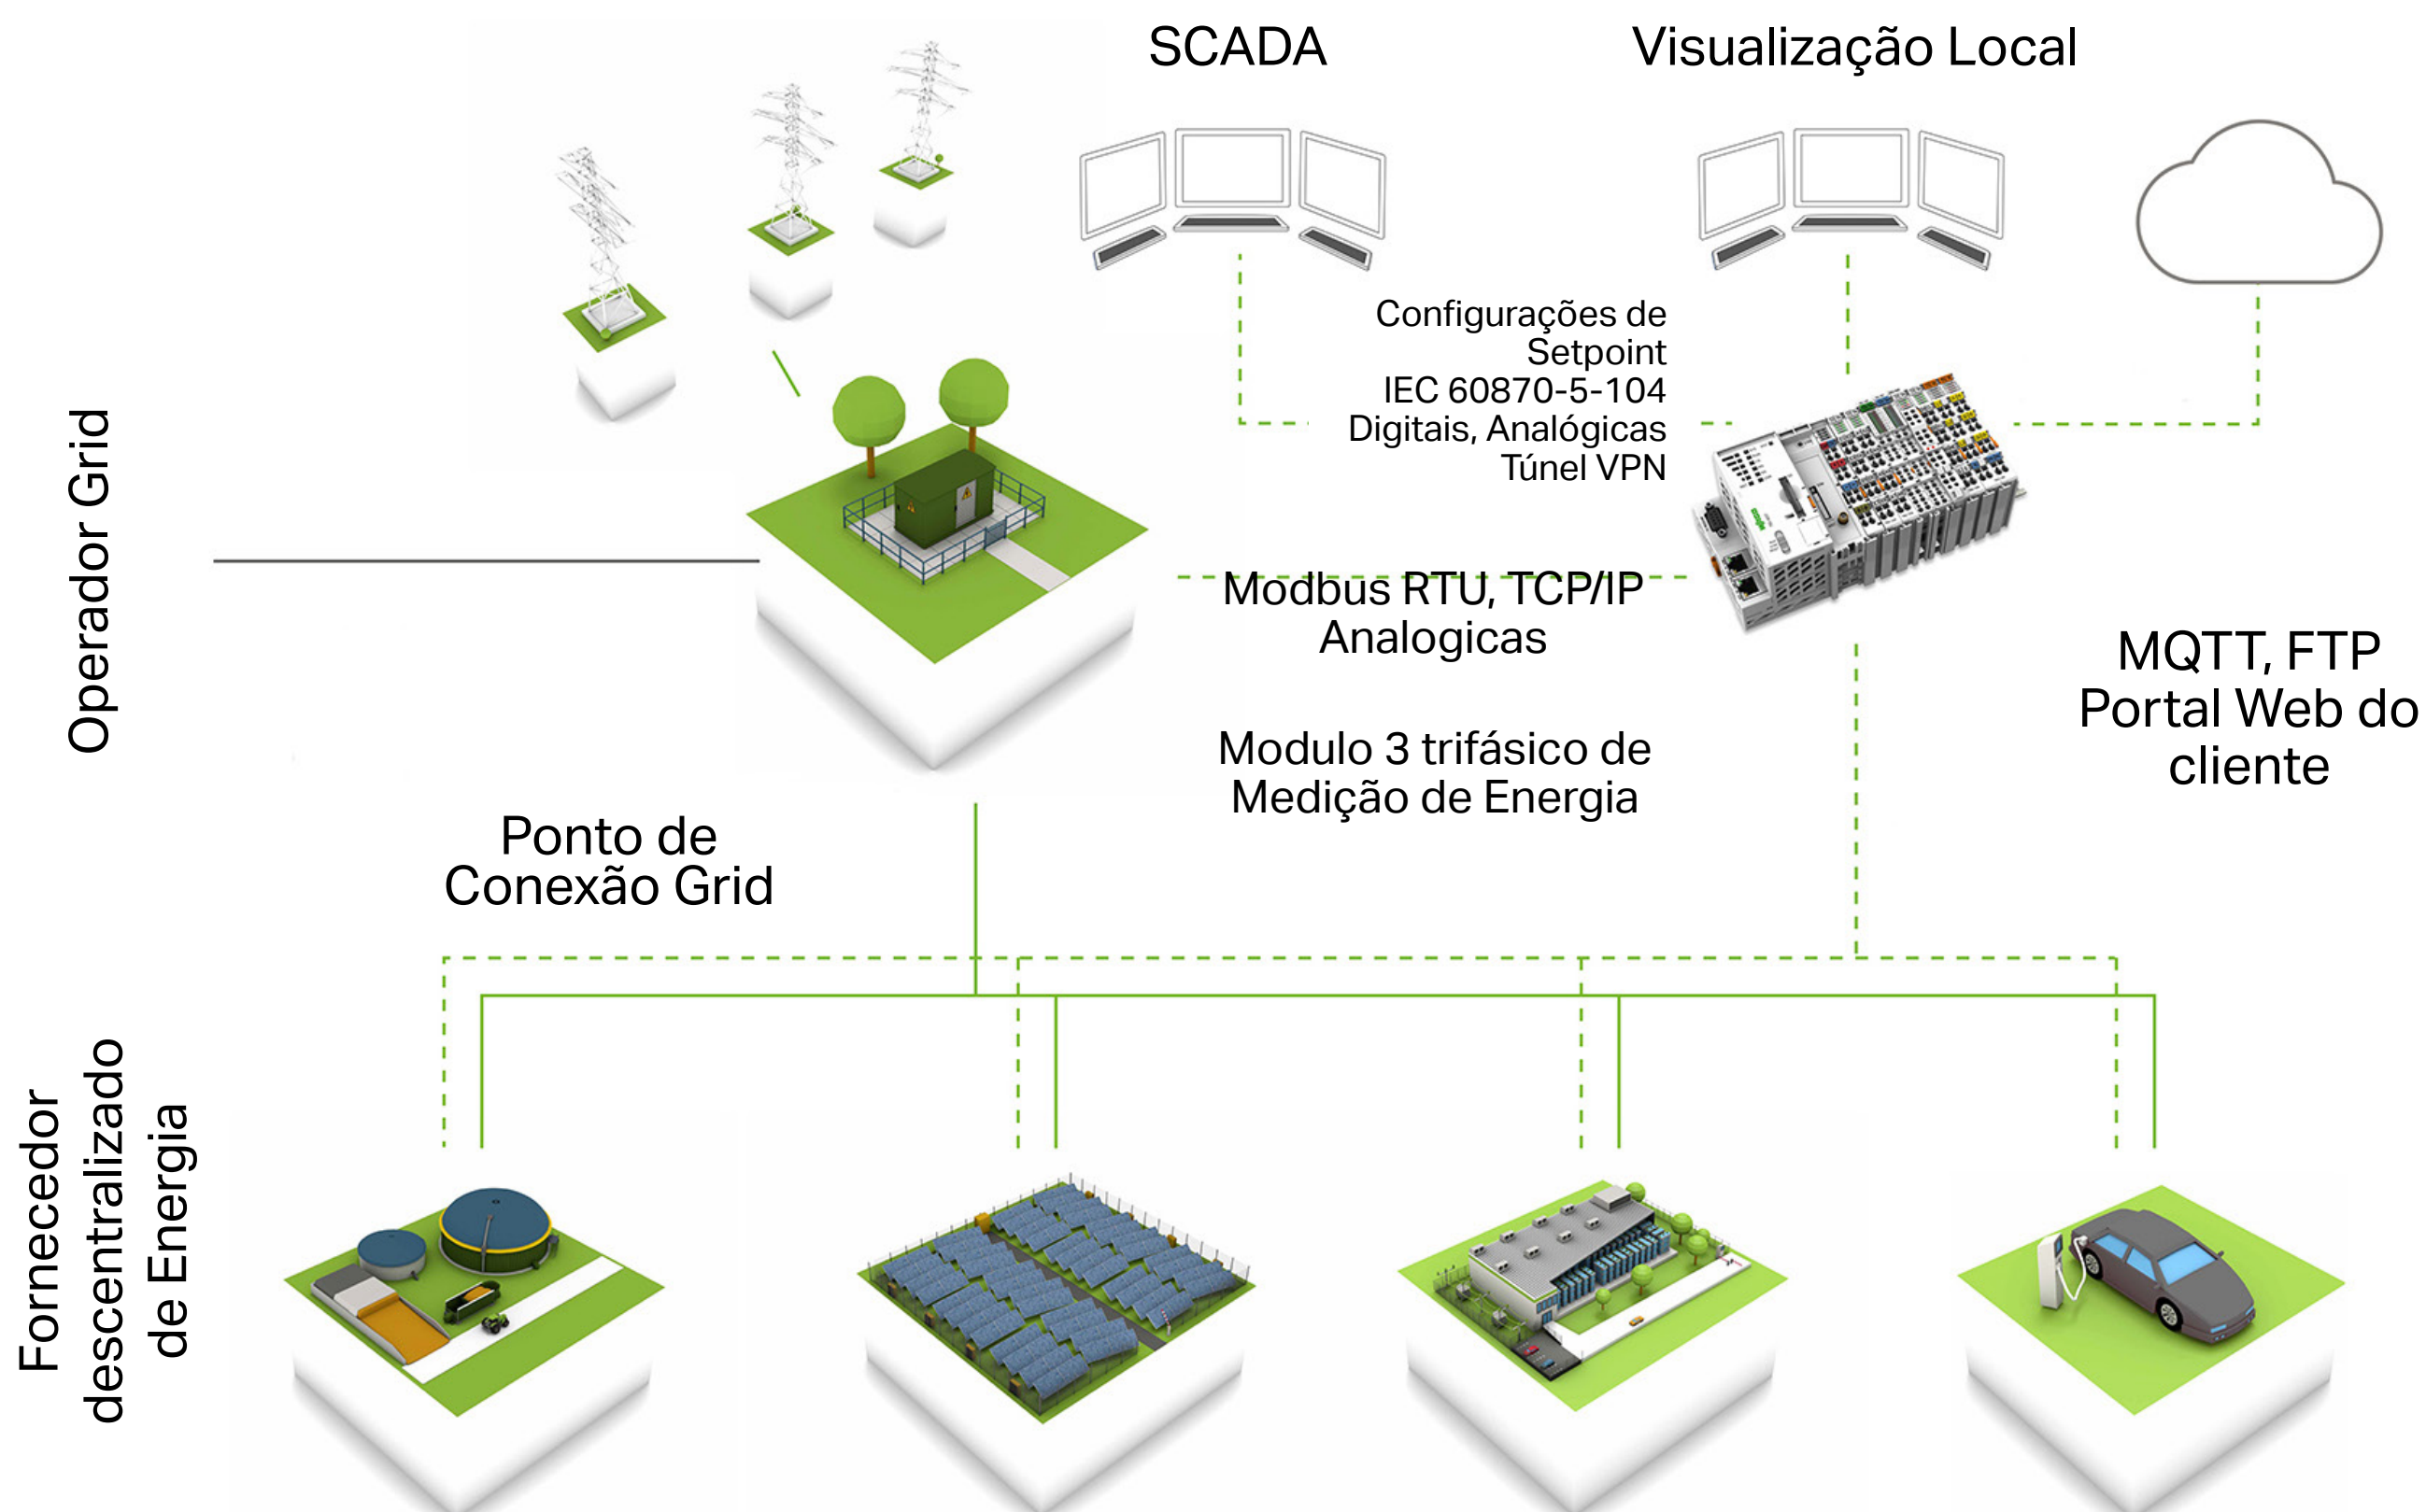 SCADA
Visualização Local
Configurações de
Setpoint
IEC 60870-5-104
Digitais, Analógicas
Túnel VPN
Operador Grid
Modbus RTU, TCP/IP
Analogicas
MQTT, FTP
Portal Web do
cliente
Modulo 3 trifásico de
Medição de Energia
Ponto de
Conexão Grid
Fornecedor
descentralizado
de Energia